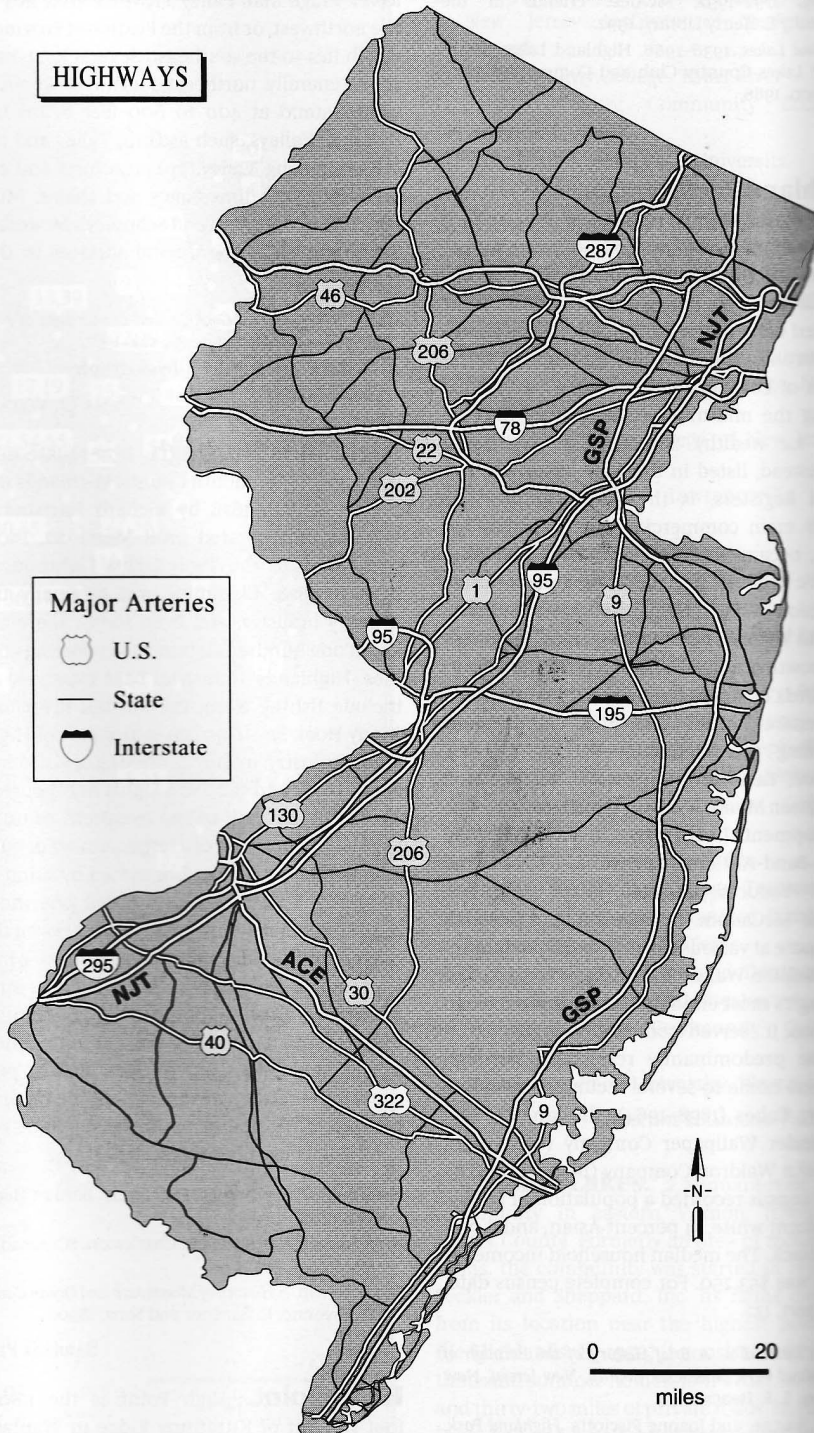 HIGHWAYS
287
46
NJT
206
78
GSP
22
202
95
1
9
Major Arteries
U.S.
State
Interstate
95
195
130
206
295
NJT
ACE
30
GSP
40
322
9
-N-
0 20
miles